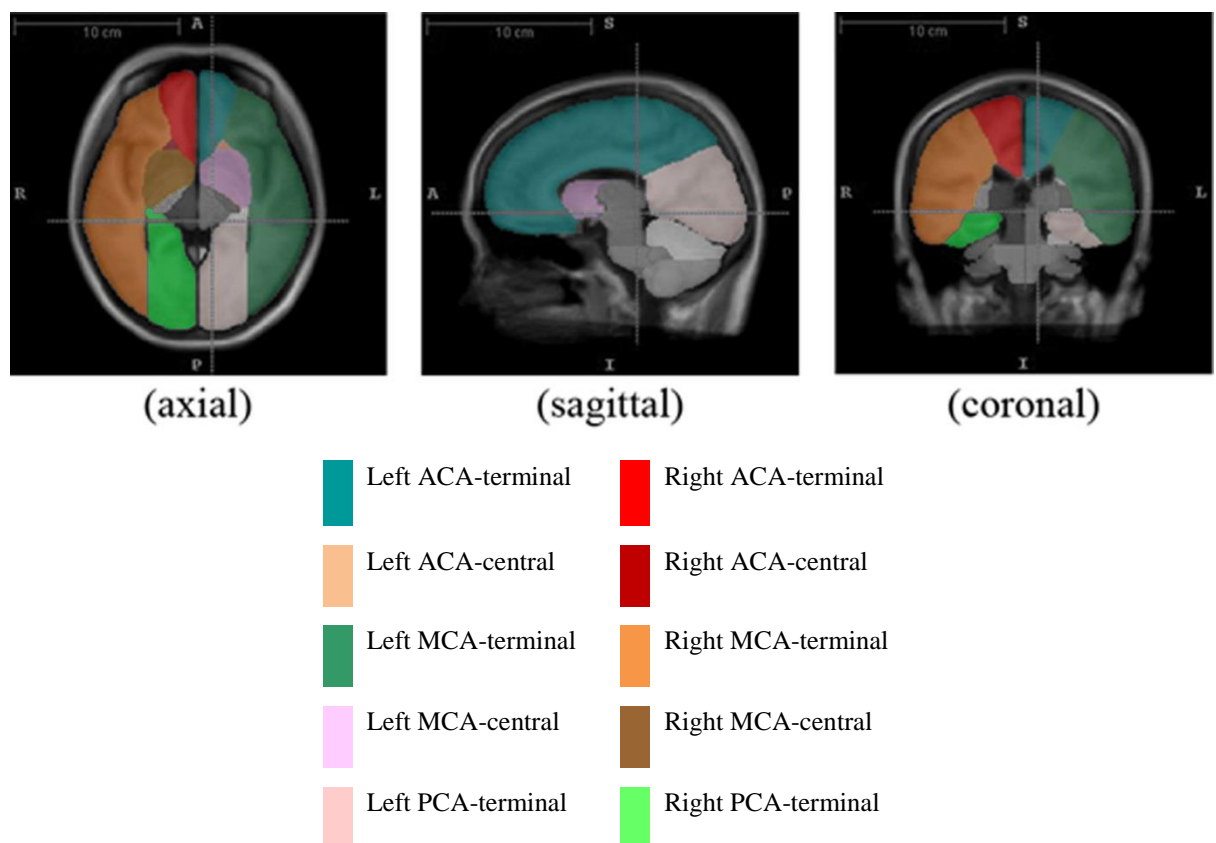 10 cm A
R L
P
(axial)
10 cm S
A P
I
(sagittal)
10 cm S
R L
I
(coronal)
Left ACA-terminal Right ACA-terminal
Left ACA-central Right ACA-central
Left MCA-terminal Right MCA-terminal
Left MCA-central Right MCA-central
Left PCA-terminal Right PCA-terminal